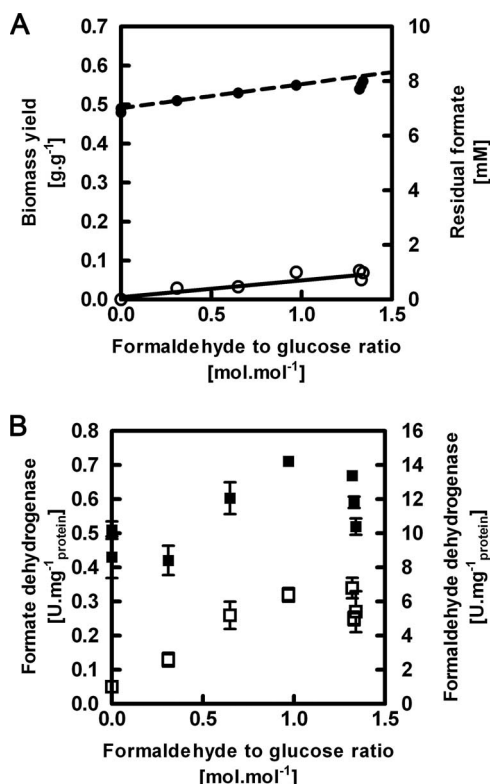 A
Biomass yield
[g.g⁻¹]
0.7
0.6
0.5
0.4
0.3
0.2
0.1
0.0
10
8
6
4
2
0
Residual formate
[mM]
0.0 0.5 1.0 1.5
Formaldehyde to glucose ratio
[mol.mol⁻¹]
B
Formate dehydrogenase
[U.mg⁻¹protein]
0.8
0.7
0.6
0.5
0.4
0.3
0.2
0.1
0.0
16
14
12
10
8
6
4
2
0
Formaldehyde dehydrogenase
[U.mg⁻¹protein]
0.0 0.5 1.0 1.5
Formaldehyde to glucose ratio
[mol.mol⁻¹]